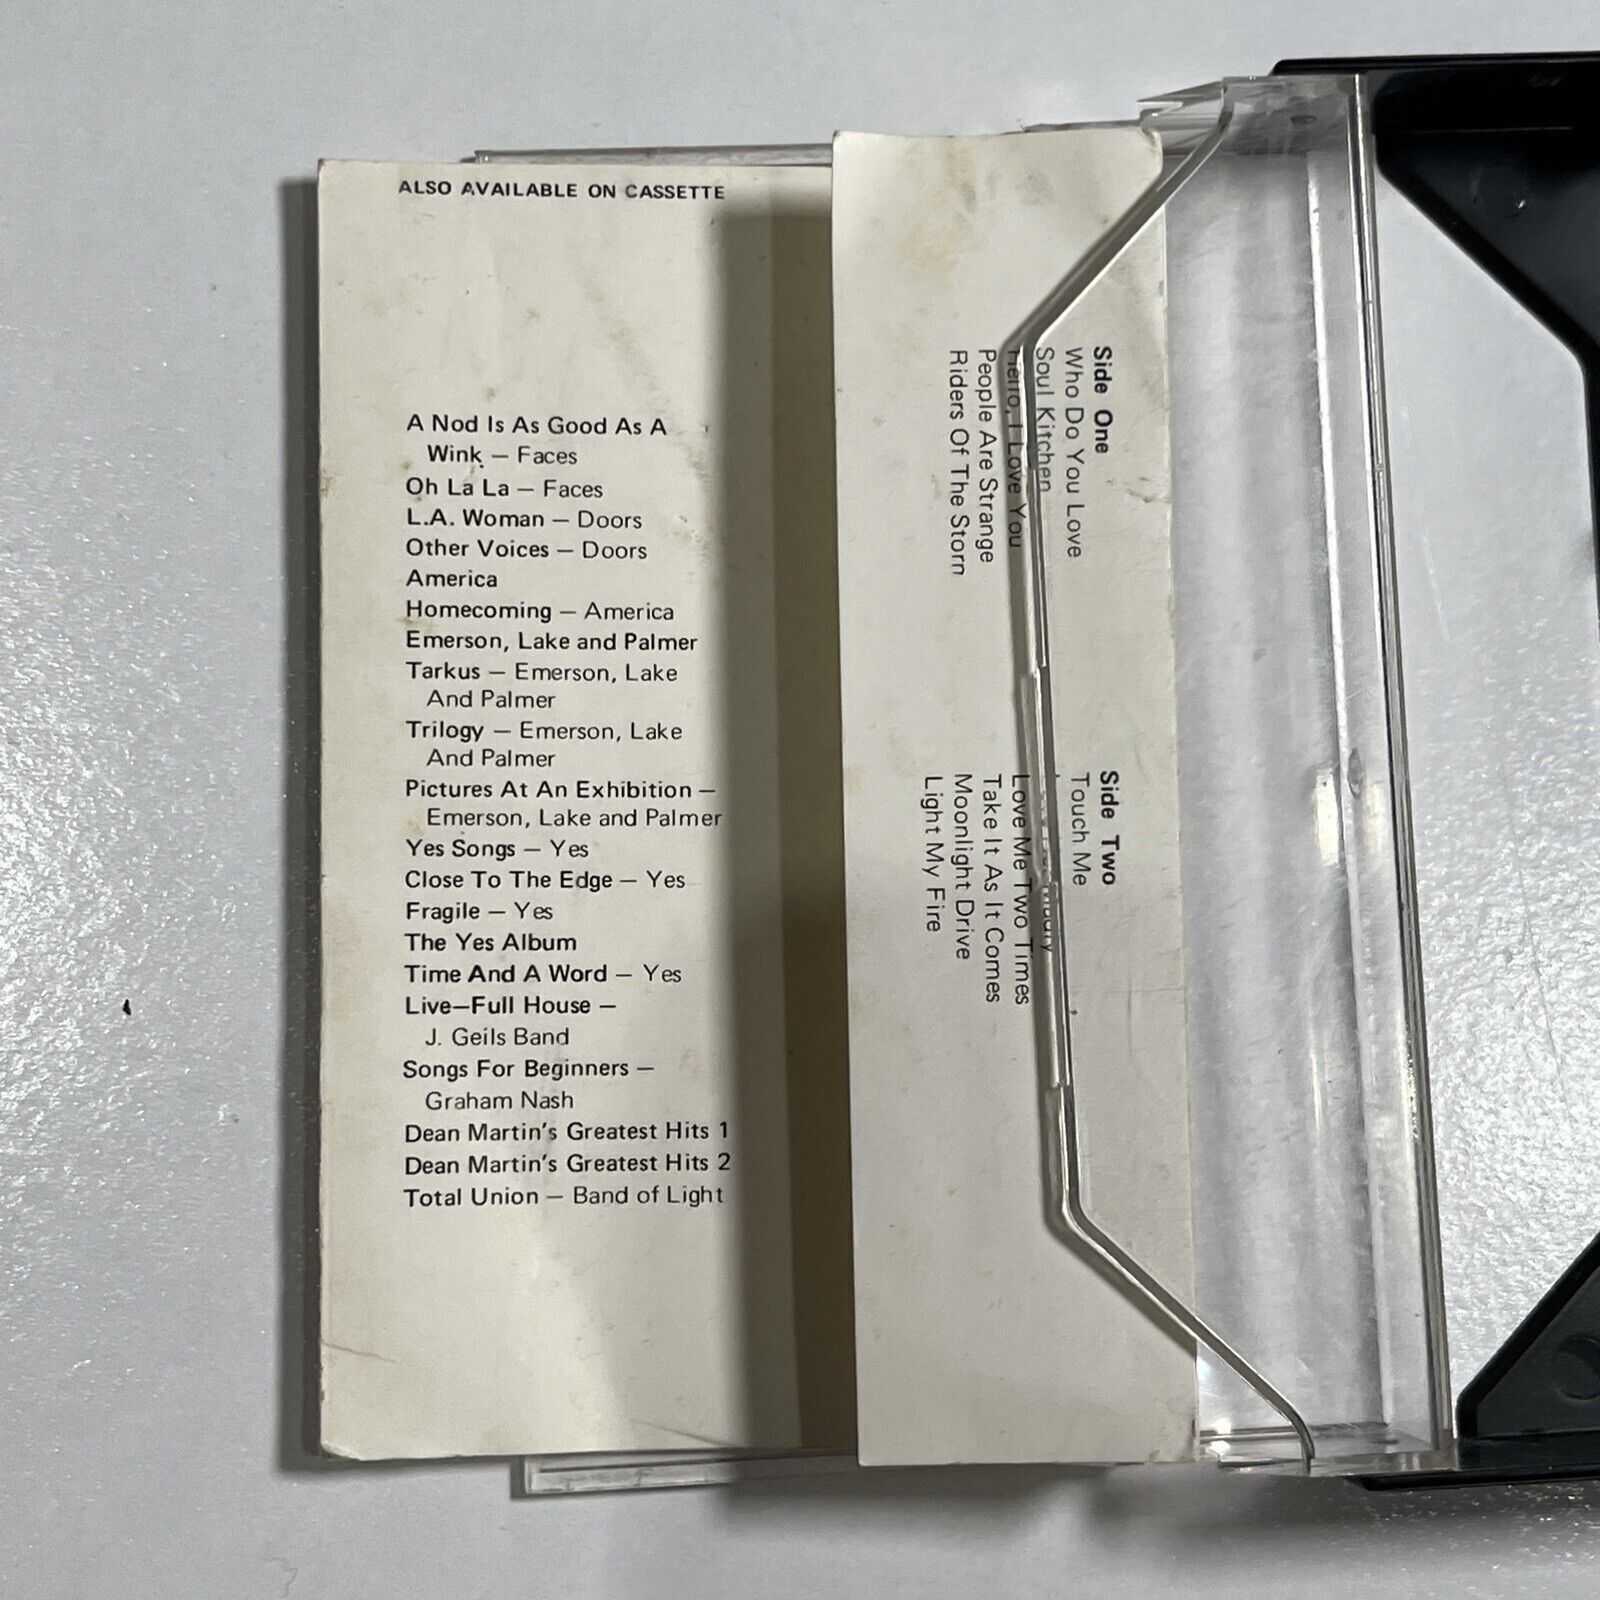 ALSO AVAILABLE ON CASSETTE
A Nod Is As Good As A
Wink – Faces
Oh La La – Faces
L.A. Woman – Doors
Other Voices – Doors
America
Homecoming – America
Emerson, Lake and Palmer
Tarkus – Emerson, Lake
And Palmer
Trilogy – Emerson, Lake
And Palmer
Pictures At An Exhibition –
Emerson, Lake and Palmer
Yes Songs – Yes
Close To The Edge – Yes
Fragile – Yes
The Yes Album
Time And A Word – Yes
Live–Full House –
J. Geils Band
Songs For Beginners –
Graham Nash
Dean Martin's Greatest Hits 1
Dean Martin's Greatest Hits 2
Total Union – Band of Light
Side One
Who Do You Love
Soul Kitchen
Hello, I Love You
People Are Strange
Riders Of The Storn
Side Two
Touch Me
Love Me Two Times
Take It As It Comes
Moonlight Drive
Light My Fire